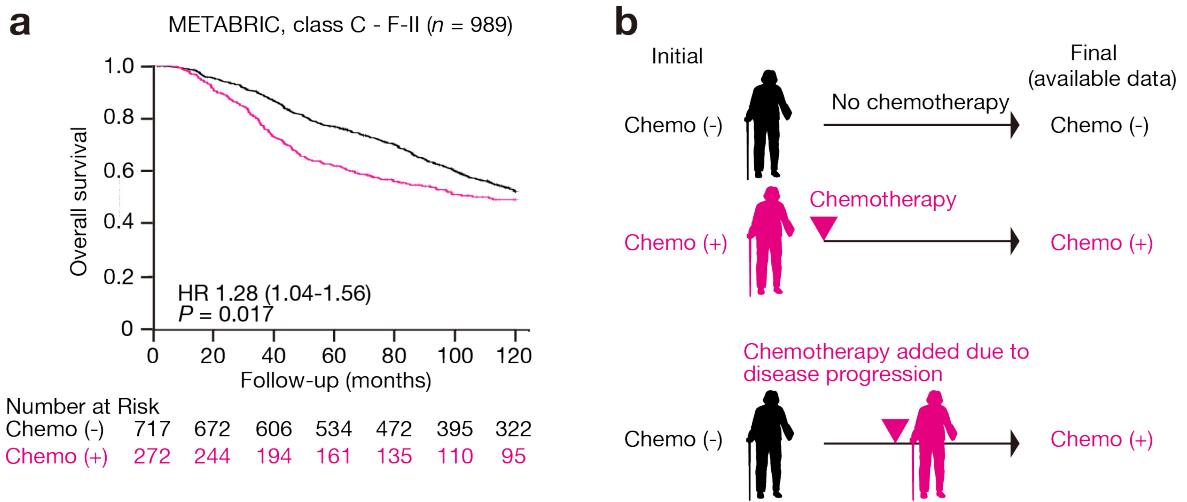 a
METABRIC, class C - F-II (n = 989)
1.0
0.8
0.6
0.4
0.2
0
Overall survival
HR 1.28 (1.04-1.56)
P = 0.017
0 20 40 60 80 100 120
Follow-up (months)
Number at Risk
Chemo (-) 717 672 606 534 472 395 322
Chemo (+) 272 244 194 161 135 110 95
b
Initial
Final
(available data)
Chemo (-)
No chemotherapy
Chemo (-)
Chemo (+)
Chemotherapy
Chemo (+)
Chemotherapy added due to
disease progression
Chemo (-)
Chemo (+)